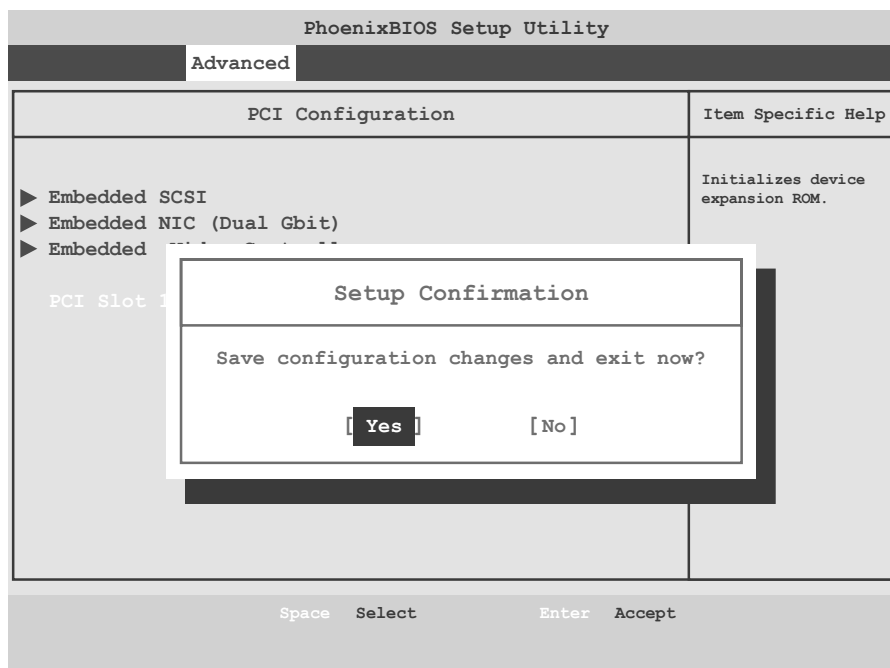 PhoenixBIOS Setup Utility
Advanced
PCI Configuration
Item Specific Help
Initializes device
expansion ROM.
▶ Embedded SCSI
▶ Embedded NIC (Dual Gbit)
▶ Embedded
PCI Slot 1
Setup Confirmation
Save configuration changes and exit now?
[ Yes ] [No]
Space Select Enter Accept